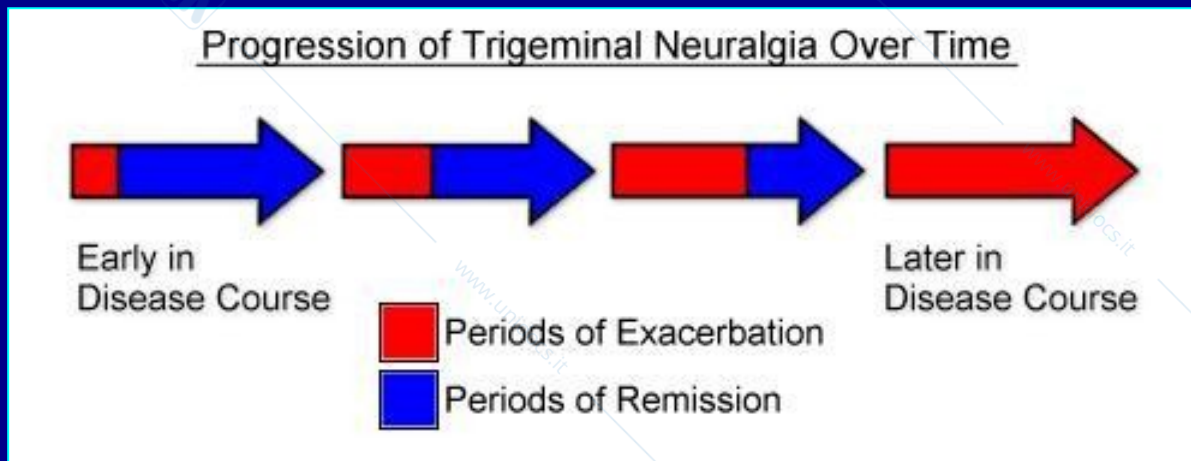 Progression of Trigeminal Neuralgia Over Time
Early in
Disease Course
Later in
Disease Course
Periods of Exacerbation
Periods of Remission